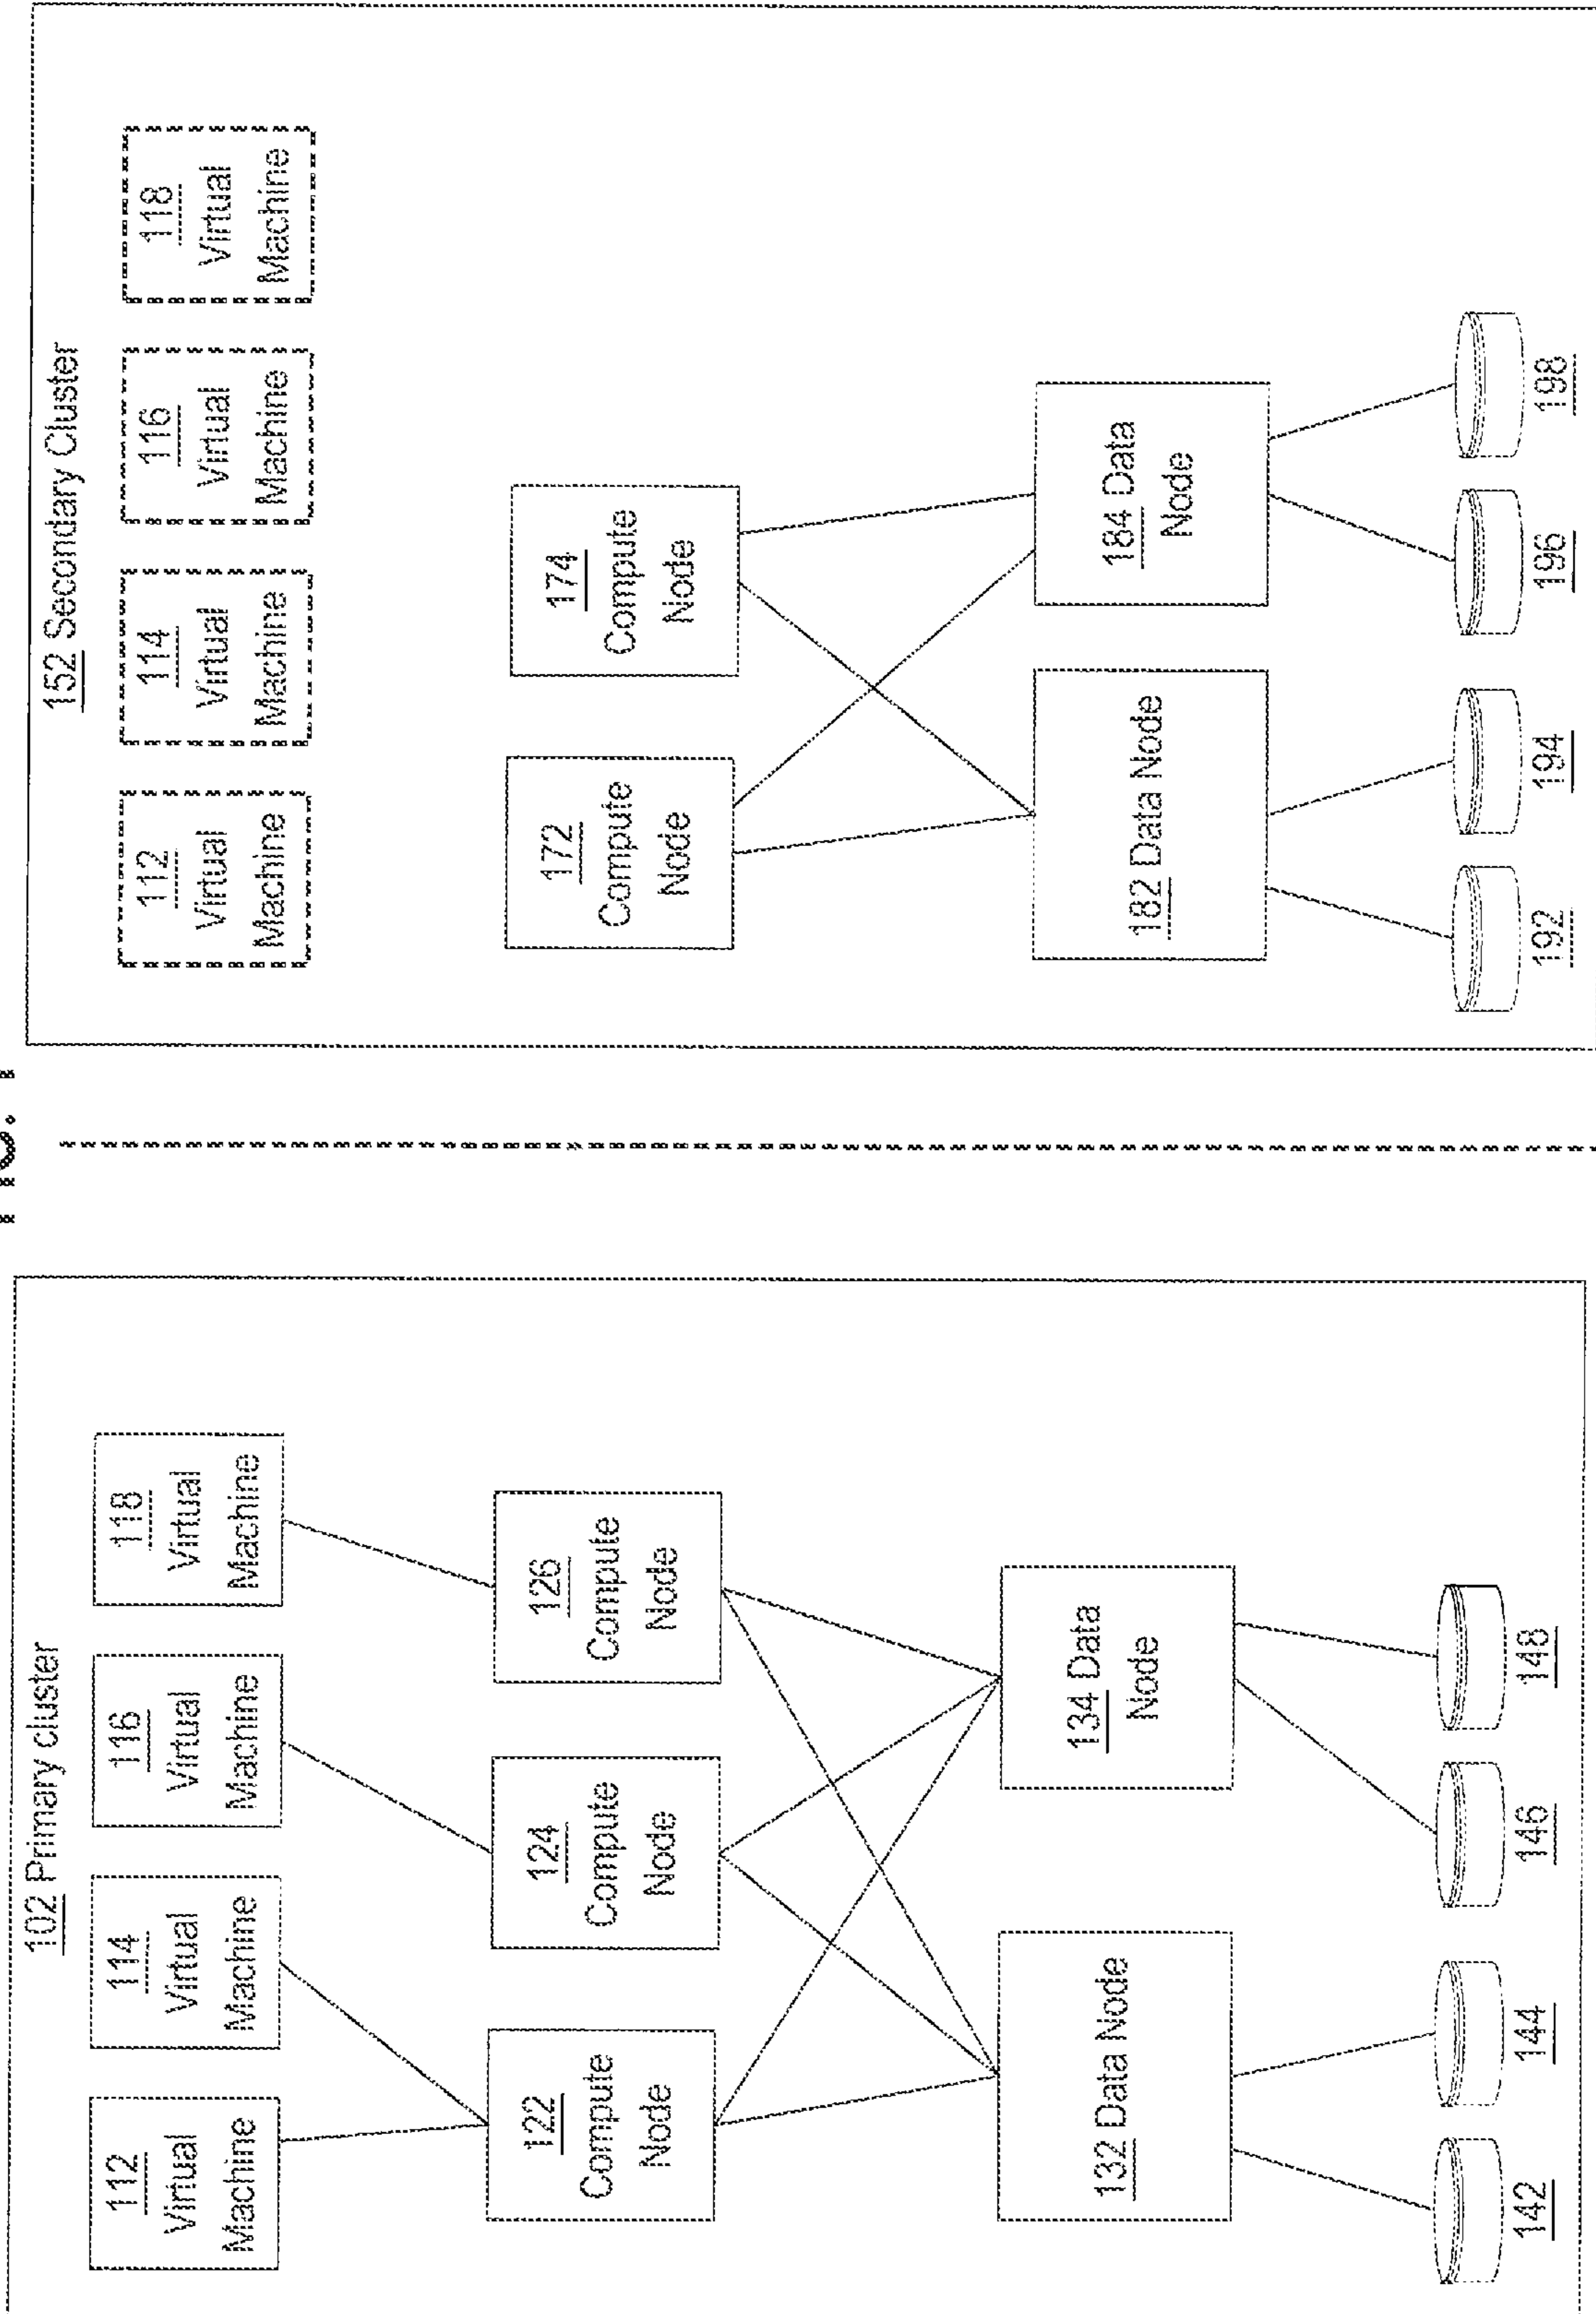 102 Primary cluster
112
Virtual
Machine
114
Virtual
Machine
116
Virtual
Machine
118
Virtual
Machine
122
Compute
Node
124
Compute
Node
126
Compute
Node
132 Data Node
134 Data
Node
142
144
146
148
152 Secondary Cluster
112
Virtual
Machine
114
Virtual
Machine
116
Virtual
Machine
118
Virtual
Machine
172
Compute
Node
174
Compute
Node
182 Data Node
184 Data
Node
192
194
196
198